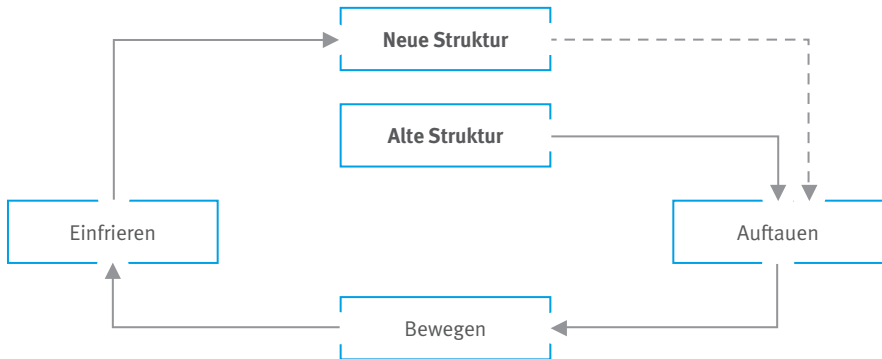 Neue Struktur
Alte Struktur
Einfrieren
Auftauen
Bewegen